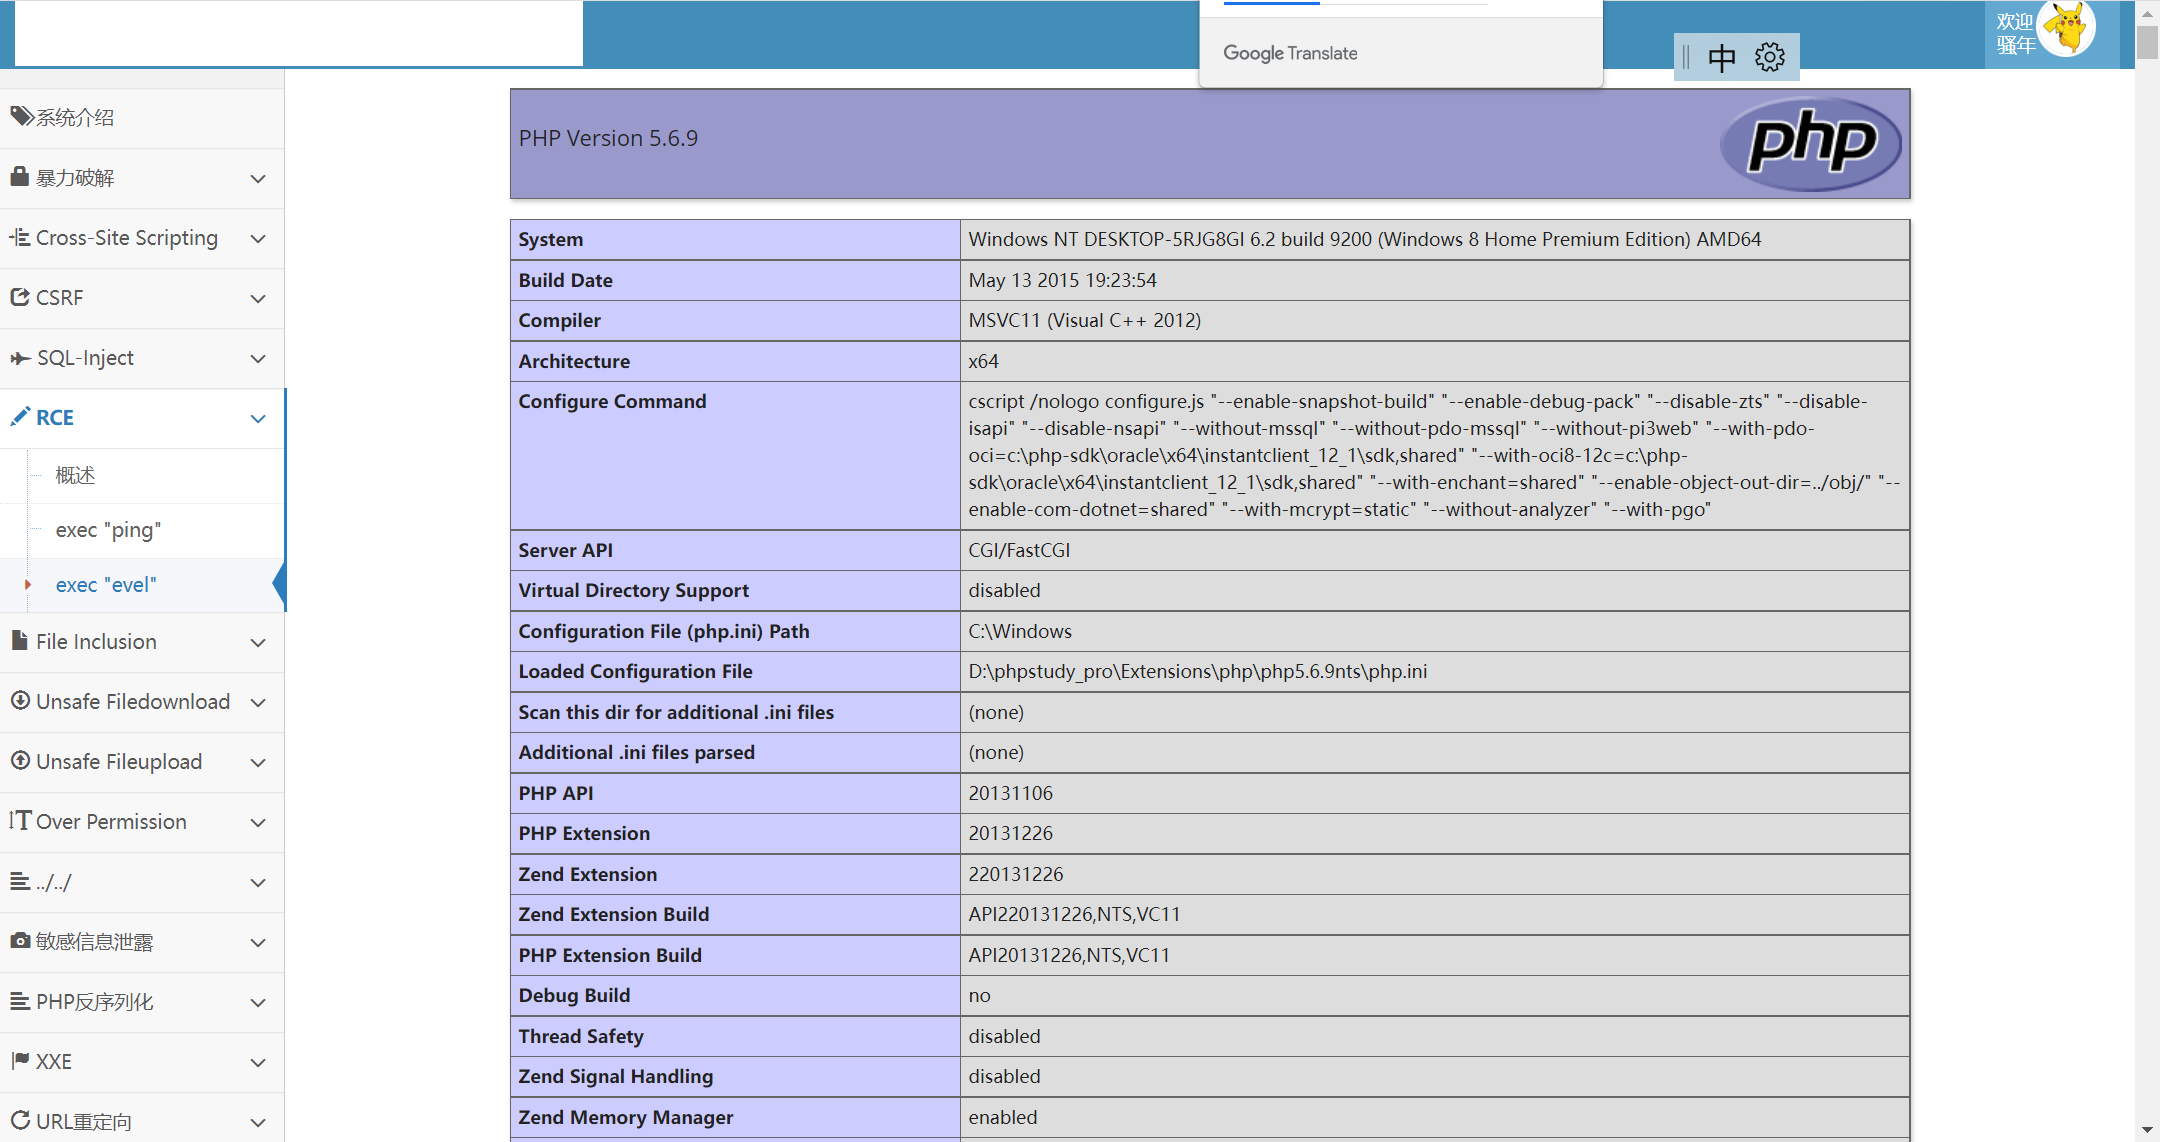 Google Translate
中
欢迎
骚年
系统介绍
暴力破解
Cross-Site Scripting
CSRF
SQL-Inject
RCE
概述
exec "ping"
exec "evel"
File Inclusion
Unsafe Filedownload
Unsafe Fileupload
Over Permission
../../
敏感信息泄露
PHP反序列化
XXE
URL重定向
PHP Version 5.6.9
php
System Windows NT DESKTOP-5RJG8GI 6.2 build 9200 (Windows 8 Home Premium Edition) AMD64
Build Date May 13 2015 19:23:54
Compiler MSVC11 (Visual C++ 2012)
Architecture x64
Configure Command cscript /nologo configure.js "--enable-snapshot-build" "--enable-debug-pack" "--disable-zts" "--disable-
isapi" "--disable-nsapi" "--without-mssql" "--without-pdo-mssql" "--without-pi3web" "--with-pdo-
oci=c:\php-sdk\oracle\x64\instantclient_12_1\sdk,shared" "--with-oci8-12c=c:\php-
sdk\oracle\x64\instantclient_12_1\sdk,shared" "--with-enchant=shared" "--enable-object-out-dir=../obj/" "--
enable-com-dotnet=shared" "--with-mcrypt=static" "--without-analyzer" "--with-pgo"
Server API CGI/FastCGI
Virtual Directory Support disabled
Configuration File (php.ini) Path C:\Windows
Loaded Configuration File D:\phpstudy_pro\Extensions\php\php5.6.9nts\php.ini
Scan this dir for additional .ini files (none)
Additional .ini files parsed (none)
PHP API 20131106
PHP Extension 20131226
Zend Extension 220131226
Zend Extension Build API220131226,NTS,VC11
PHP Extension Build API20131226,NTS,VC11
Debug Build no
Thread Safety disabled
Zend Signal Handling disabled
Zend Memory Manager enabled